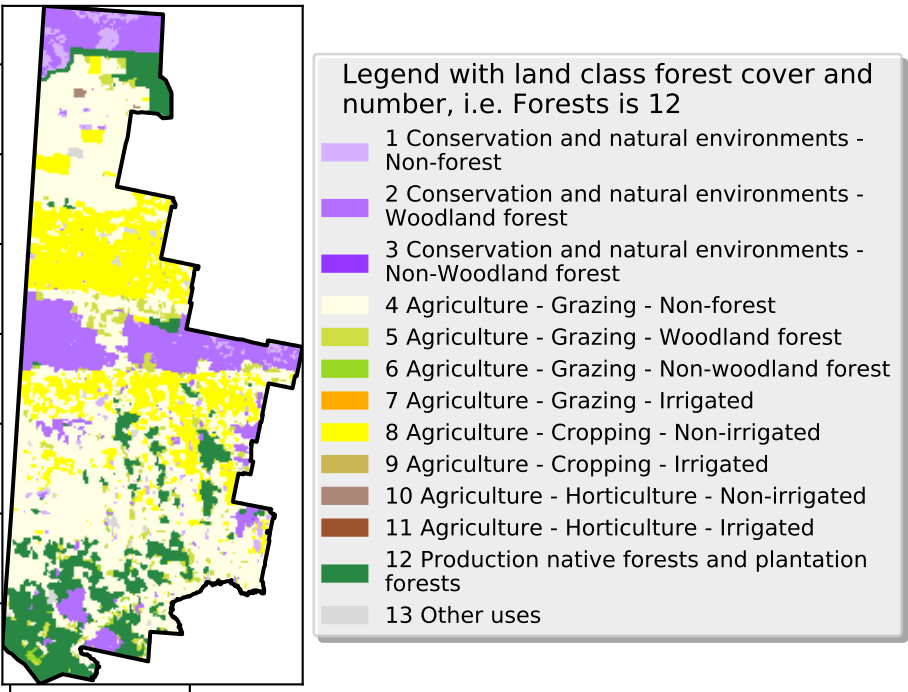 Legend with land class forest cover and
number, i.e. Forests is 12
1 Conservation and natural environments -
Non-forest
2 Conservation and natural environments -
Woodland forest
3 Conservation and natural environments -
Non-Woodland forest
4 Agriculture - Grazing - Non-forest
5 Agriculture - Grazing - Woodland forest
6 Agriculture - Grazing - Non-woodland forest
7 Agriculture - Grazing - Irrigated
8 Agriculture - Cropping - Non-irrigated
9 Agriculture - Cropping - Irrigated
10 Agriculture - Horticulture - Non-irrigated
11 Agriculture - Horticulture - Irrigated
12 Production native forests and plantation
forests
13 Other uses